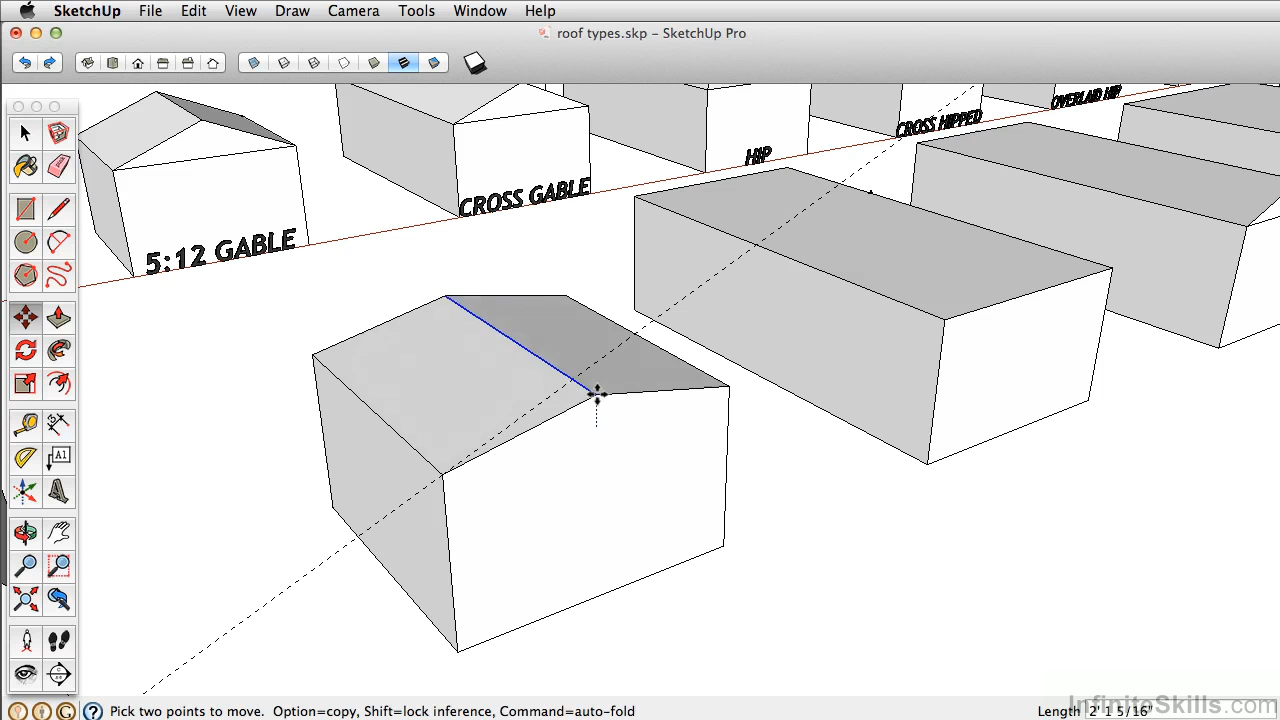 SketchUp File Edit View Draw Camera Tools Window Help
roof types.skp – SketchUp Pro
OVERLAID HIP
CROSS HIPPED
HIP
CROSS GABLE
5:12 GABLE
A1
Pick two points to move. Option=copy, Shift=lock inference, Command=auto-fold
Length 2' 1 5/16"
InfiniteSkills.com